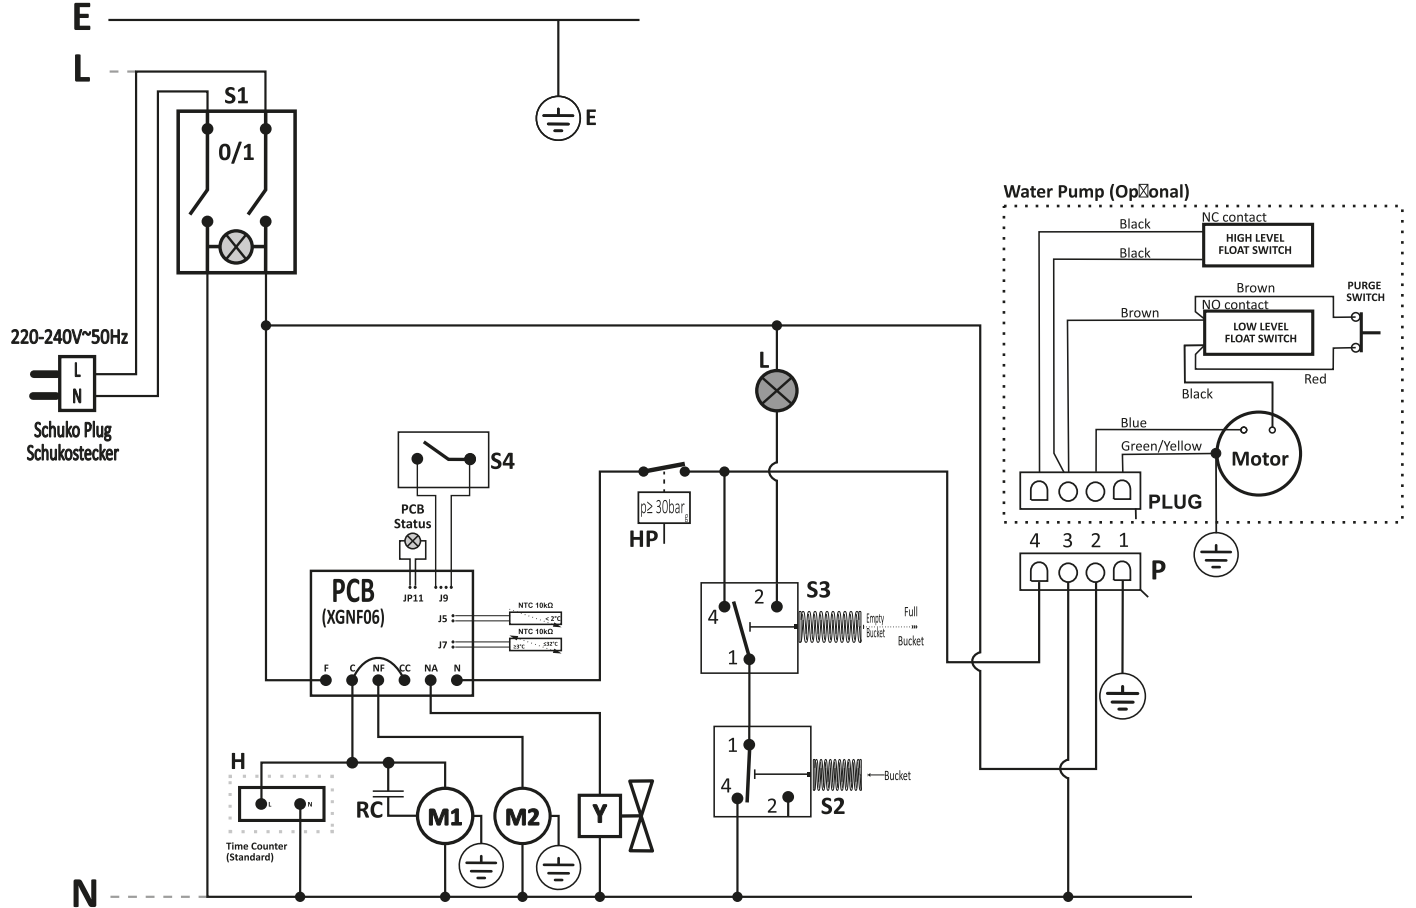 E
L
S1
0/1
E
220-240V~50Hz
L
N
Schuko Plug
Schukostecker
Water Pump (Op☒onal)
NC contact
Black
HIGH LEVEL
FLOAT SWITCH
Black
Brown
PURGE
SWITCH
NO contact
Brown
LOW LEVEL
FLOAT SWITCH
Red
Black
Blue
Green/Yellow
Motor
PLUG
4 3 2 1
P
L
S4
PCB
Status
p≥ 30bar
HP
PCB
(XGNF06)
JP11 J9
J5
NTC 10kΩ
< 2°C
J7
NTC 10kΩ
≥3°C ≤32°C
F C NF CC NA N
S3
2
4
1
Empty
Bucket
Full
Bucket
1
4
2
S2
Bucket
H
L N
Time Counter
(Standard)
RC
M1
M2
Y
N